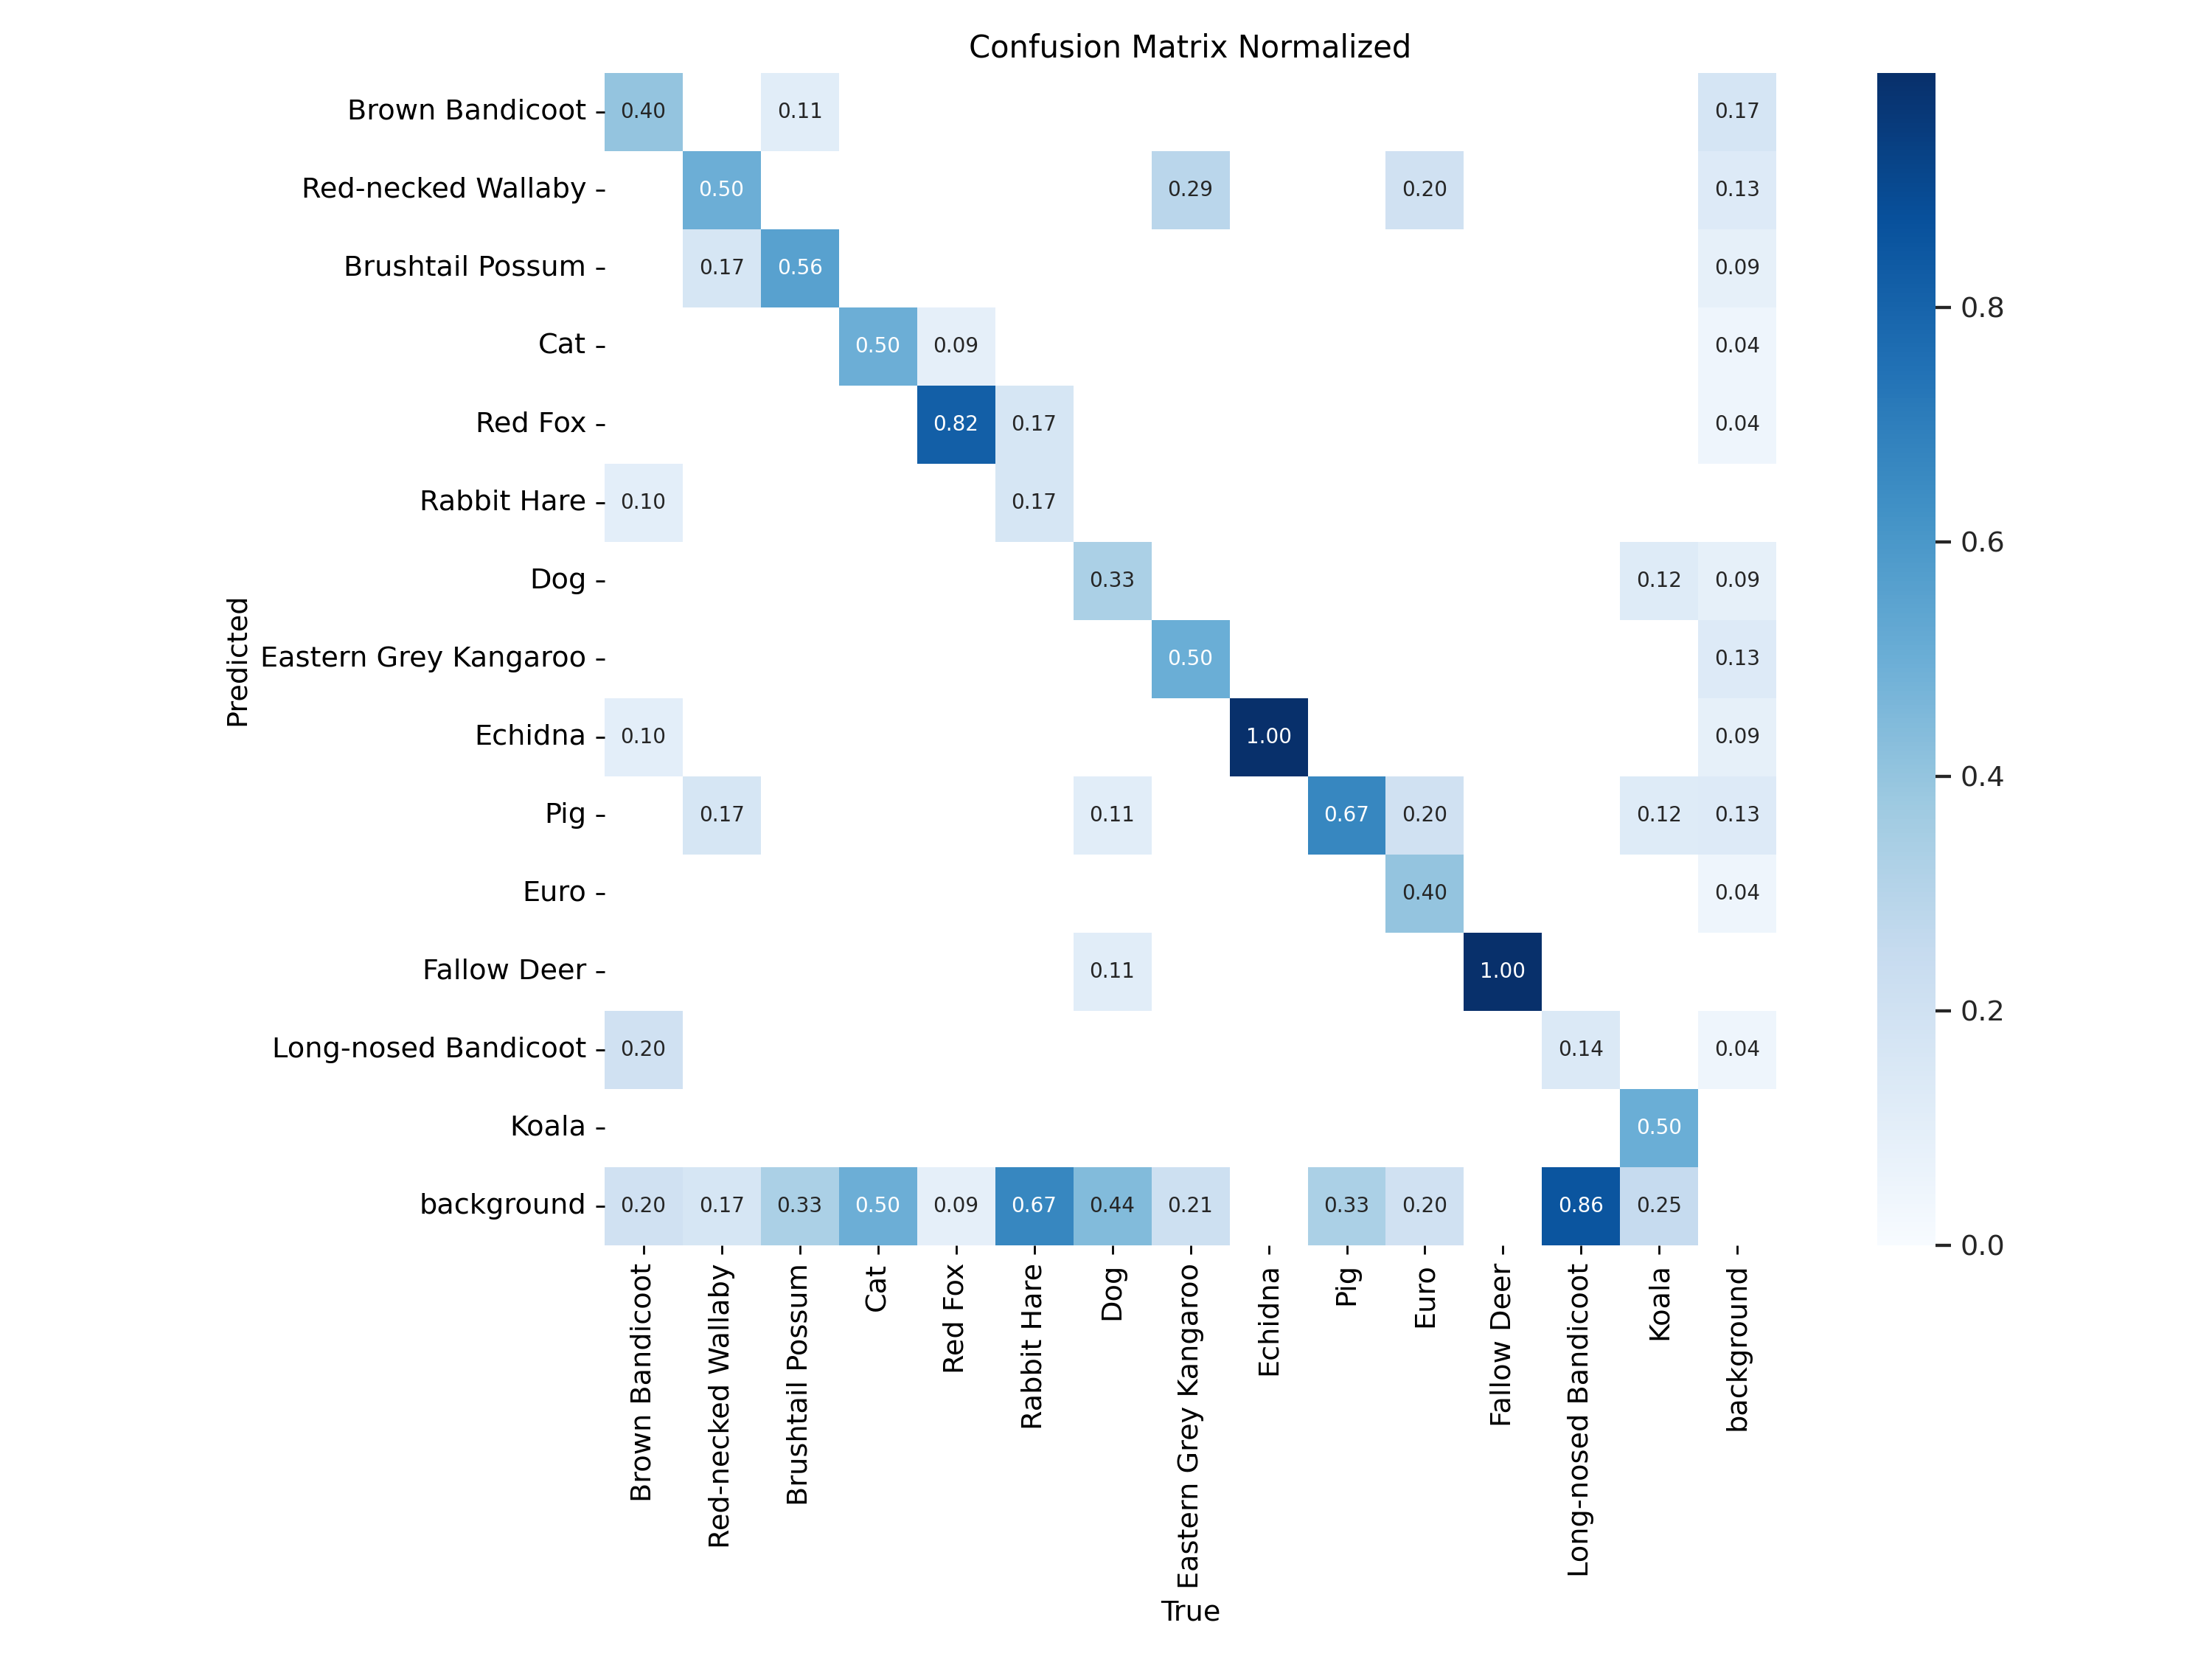 Confusion Matrix Normalized
Brown Bandicoot 0.40 0.11 0.17
Red-necked Wallaby 0.50 0.29 0.20 0.13
Brushtail Possum 0.17 0.56 0.09
Cat 0.50 0.09 0.04
Red Fox 0.82 0.17 0.04
Rabbit Hare 0.10 0.17
Dog 0.33 0.12 0.09
Eastern Grey Kangaroo 0.50 0.13
Echidna 0.10 1.00 0.09
Pig 0.17 0.11 0.67 0.20 0.12 0.13
Euro 0.40 0.04
Fallow Deer 0.11 1.00
Long-nosed Bandicoot 0.20 0.14 0.04
Koala 0.50
background 0.20 0.17 0.33 0.50 0.09 0.67 0.44 0.21 0.33 0.20 0.86 0.25
Predicted
Brown Bandicoot
Red-necked Wallaby
Brushtail Possum
Cat
Red Fox
Rabbit Hare
Dog
Eastern Grey Kangaroo
Echidna
Pig
Euro
Fallow Deer
Long-nosed Bandicoot
Koala
background
True
0.8
0.6
0.4
0.2
0.0